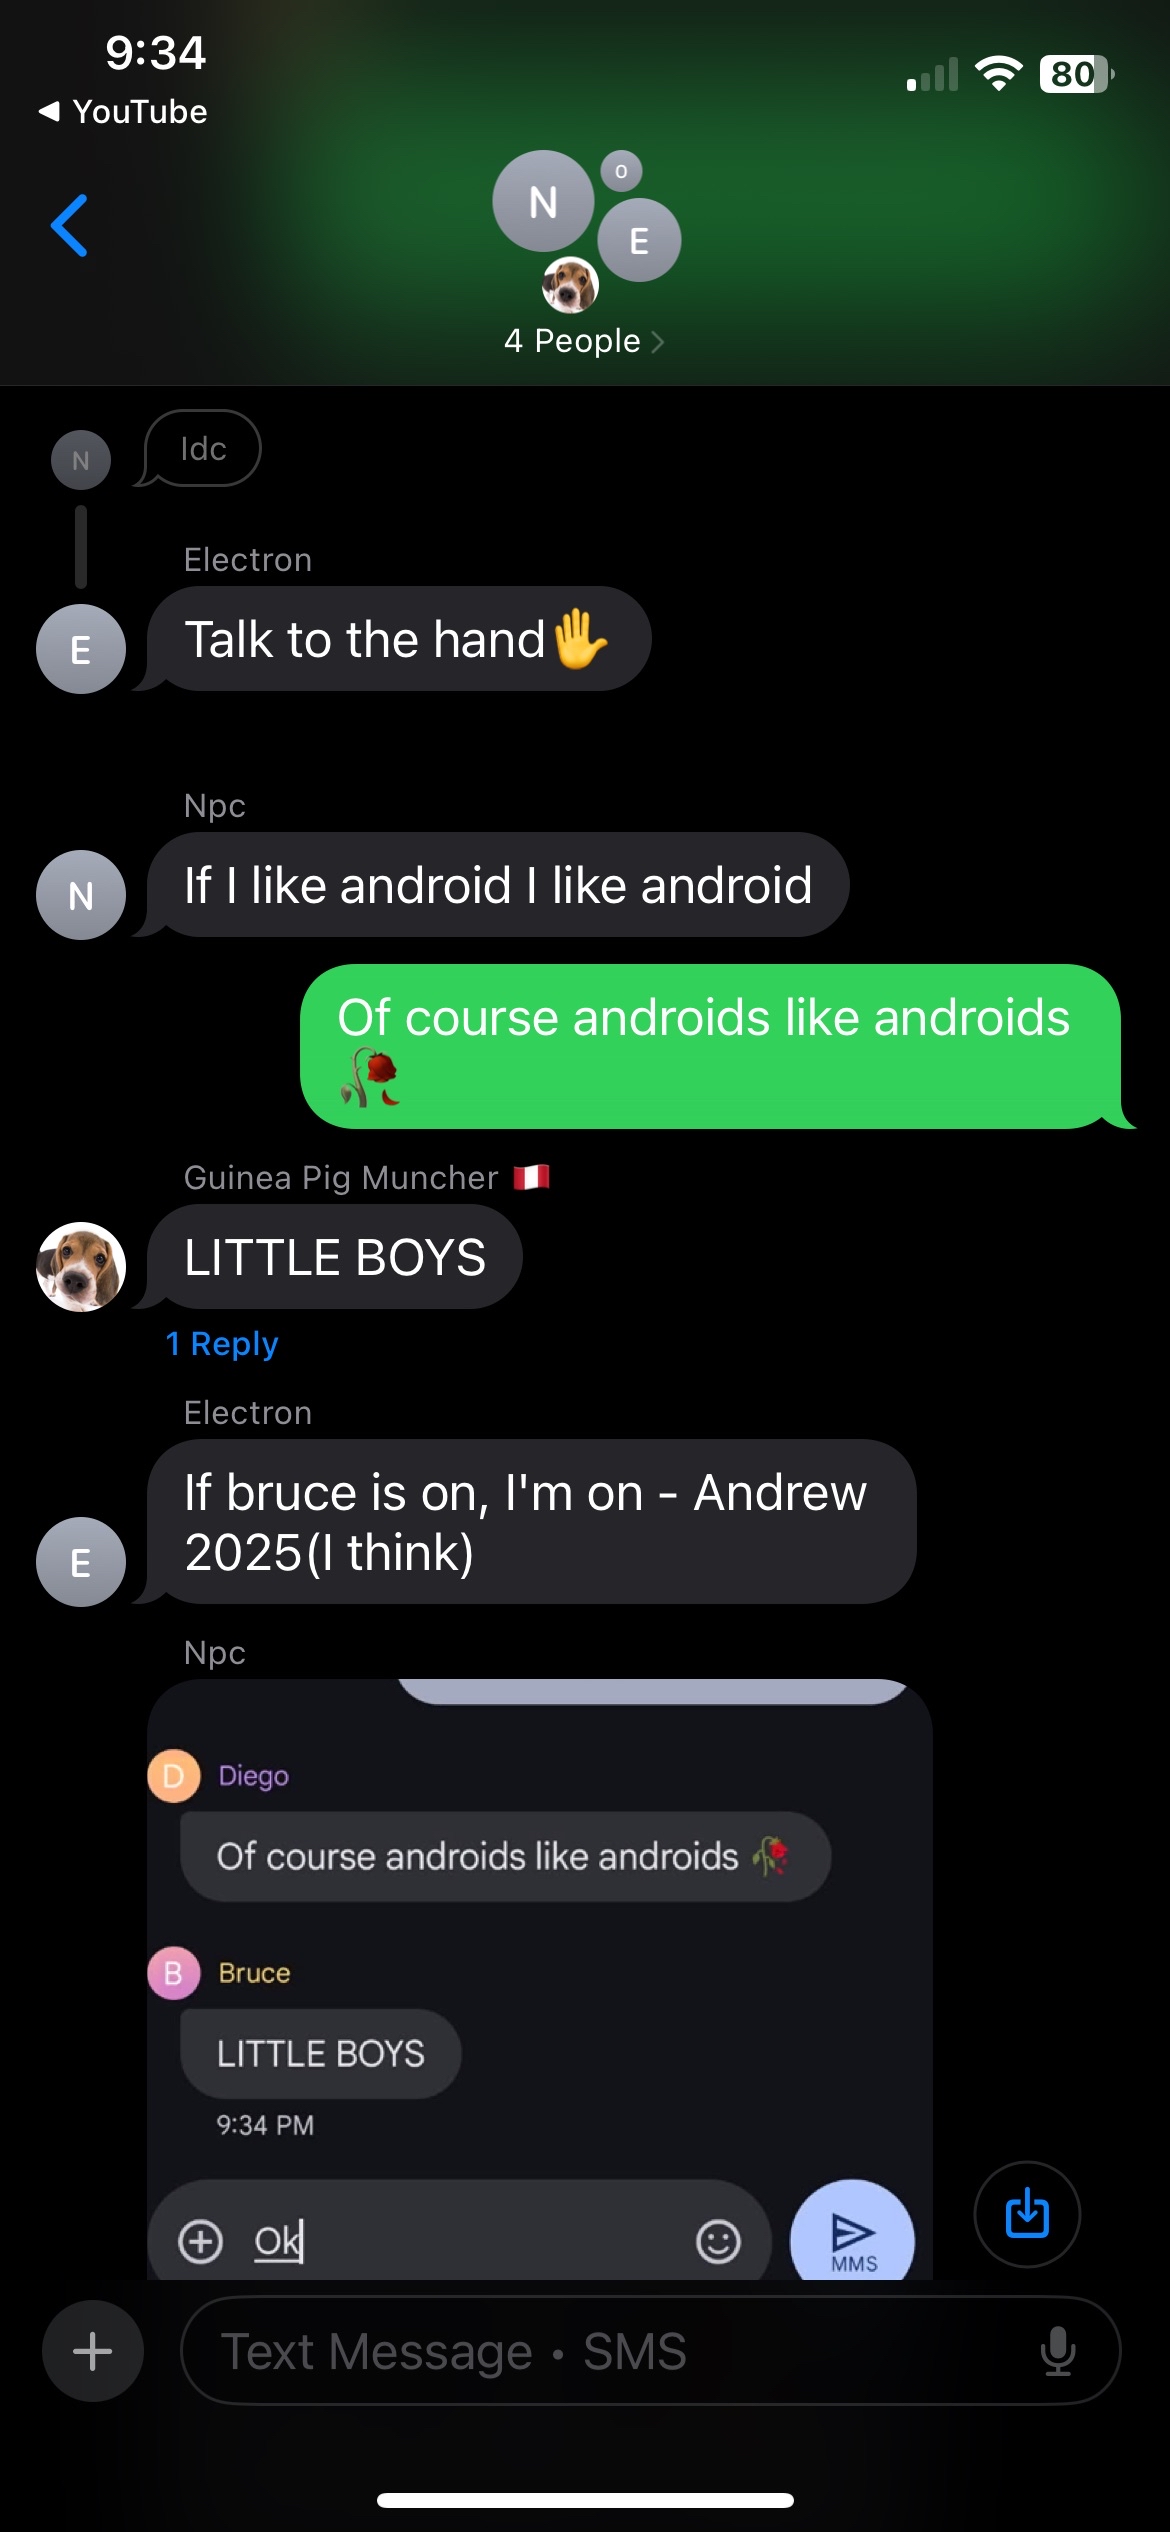 9:34
80
YouTube
N
O
E
4 People
N
Idc
Electron
E
Talk to the hand✋
Npc
N
If I like android I like android
Of course androids like androids
🥀
Guinea Pig Muncher 🇵🇪
LITTLE BOYS
1 Reply
Electron
E
If bruce is on, I'm on - Andrew
2025(I think)
Npc
D
Diego
Of course androids like androids 🥀
B
Bruce
LITTLE BOYS
9:34 PM
Ok
MMS
Text Message • SMS